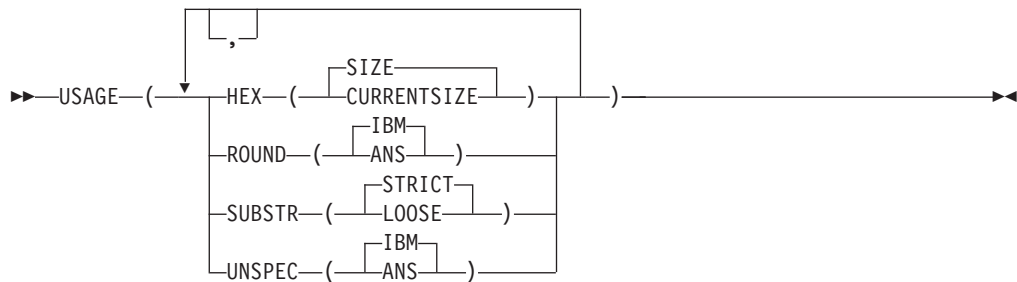 ,
SIZE
USAGE ( HEX ( CURRENTSIZE ) )
IBM
ROUND ( ANS )
STRICT
SUBSTR ( LOOSE )
IBM
UNSPEC ( ANS )